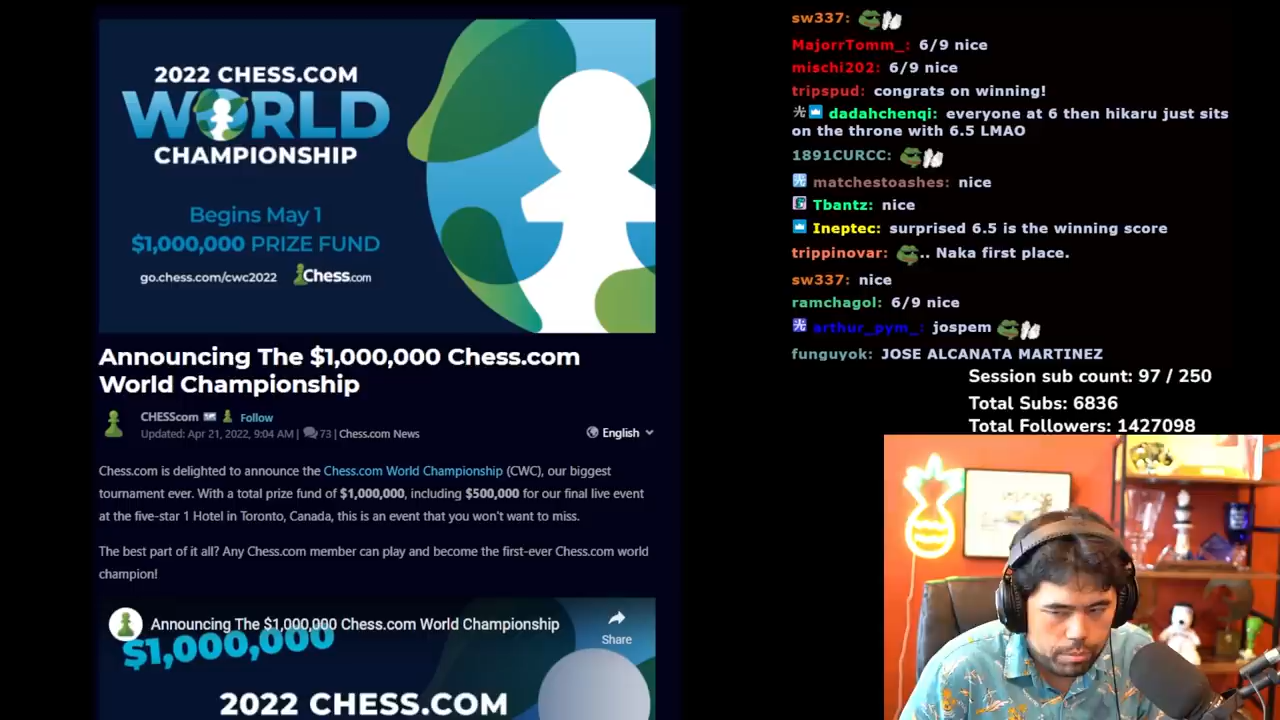 2022 CHESS.COM
WORLD
CHAMPIONSHIP
Begins May 1
$1,000,000 PRIZE FUND
go.chess.com/cwc2022 Chess.com
Announcing The $1,000,000 Chess.com
World Championship
CHESScom Follow
Updated: Apr 21, 2022, 9:04 AM | 73 | Chess.com News
English
Chess.com is delighted to announce the Chess.com World Championship (CWC), our biggest
tournament ever. With a total prize fund of $1,000,000, including $500,000 for our final live event
at the five-star 1 Hotel in Toronto, Canada, this is an event that you won't want to miss.
The best part of it all? Any Chess.com member can play and become the first-ever Chess.com world
champion!
Announcing The $1,000,000 Chess.com World Championship
Share
$1,000,000
2022 CHESS.COM
sw337:
MajorrTomm_: 6/9 nice
mischi202: 6/9 nice
tripspud: congrats on winning!
光 dadahchenqi: everyone at 6 then hikaru just sits
on the throne with 6.5 LMAO
1891CURCC:
光 matchestoashes: nice
Tbantz: nice
Ineptec: surprised 6.5 is the winning score
trippinovar: .. Naka first place.
sw337: nice
ramchagol: 6/9 nice
光 arthur_pym_: jospem
funguyok: JOSE ALCANATA MARTINEZ
Session sub count: 97 / 250
Total Subs: 6836
Total Followers: 1427098